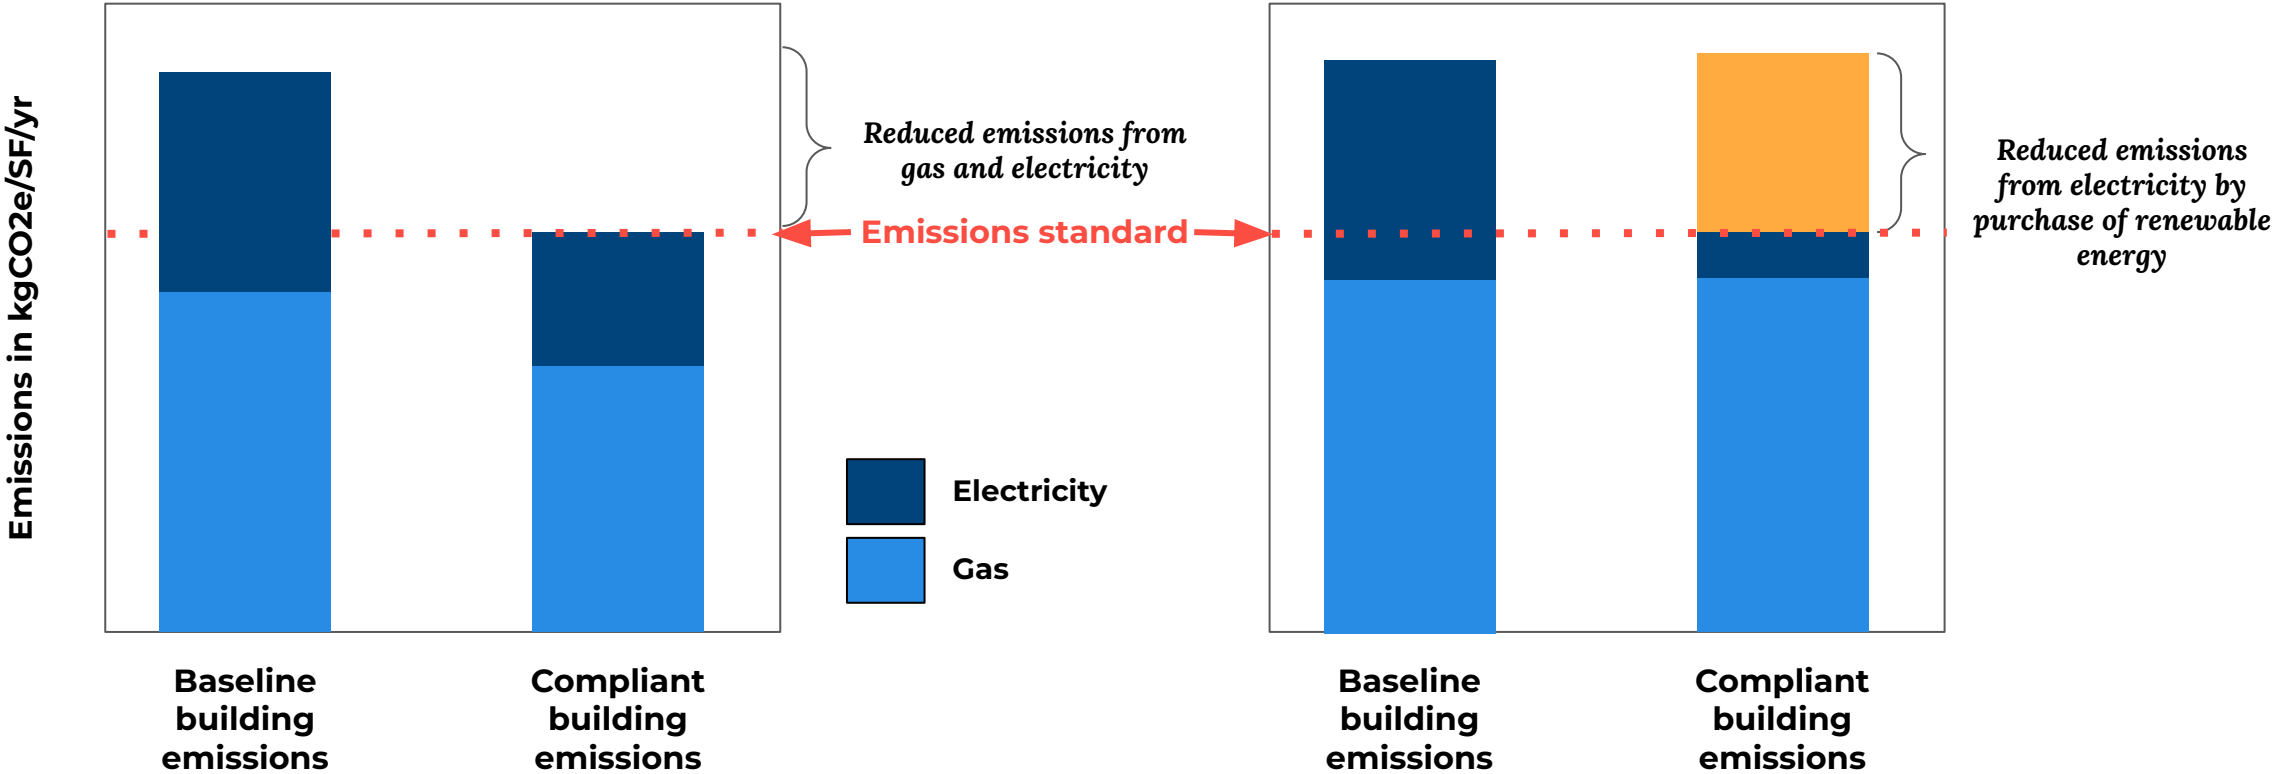 Emissions in kgCO2e/SF/yr
Reduced emissions from
gas and electricity
Emissions standard
Reduced emissions
from electricity by
purchase of renewable
energy
Electricity
Gas
Baseline
building
emissions
Compliant
building
emissions
Baseline
building
emissions
Compliant
building
emissions